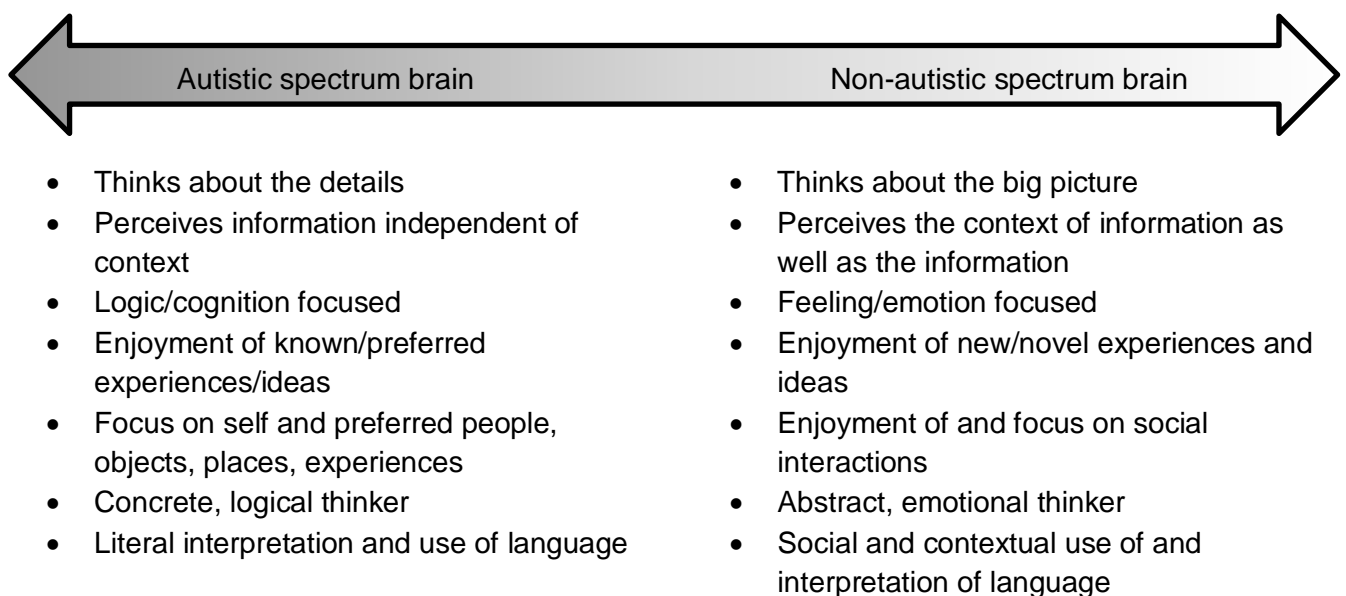 Autistic spectrum brain
Non-autistic spectrum brain
• Thinks about the details
• Perceives information independent of
context
• Logic/cognition focused
• Enjoyment of known/preferred
experiences/ideas
• Focus on self and preferred people,
objects, places, experiences
• Concrete, logical thinker
• Literal interpretation and use of language
• Thinks about the big picture
• Perceives the context of information as
well as the information
• Feeling/emotion focused
• Enjoyment of new/novel experiences and
ideas
• Enjoyment of and focus on social
interactions
• Abstract, emotional thinker
• Social and contextual use of and
interpretation of language